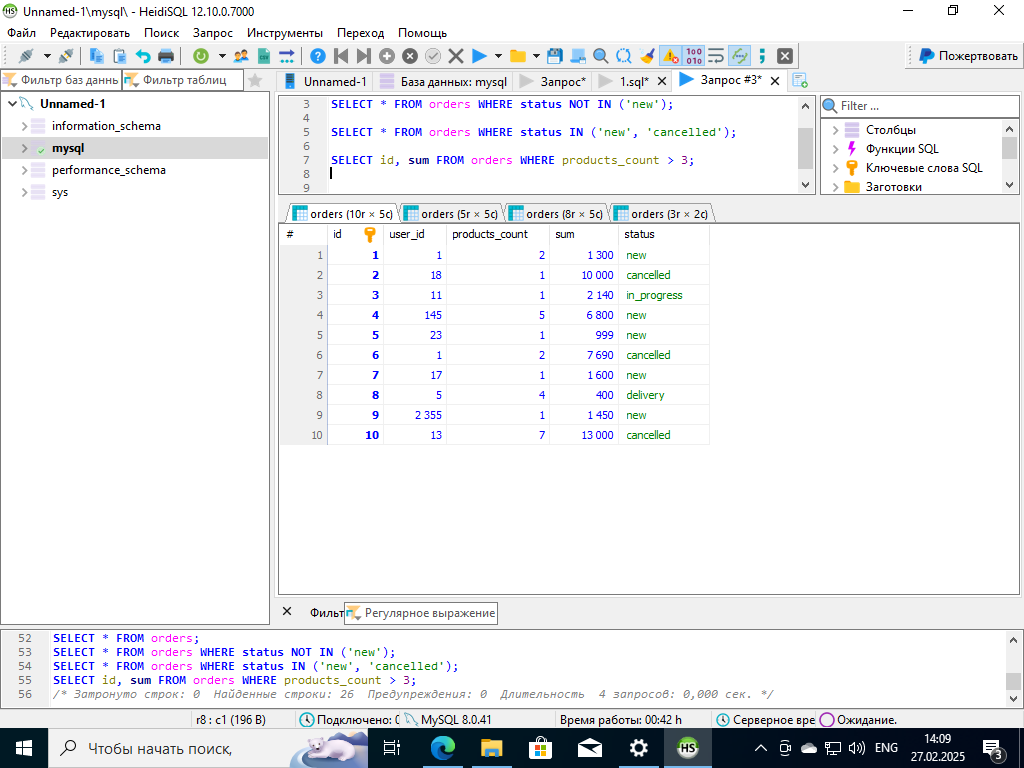 Unnamed-1\mysql\ - HeidiSQL 12.10.0.7000
Файл Редактировать Поиск Запрос Инструменты Переход Помощь
Пожертвовать
Фильтр баз данн Фильтр таблиц Unnamed-1 База данных: mysql Запрос* 1.sql* Запрос #3*
Unnamed-1
information_schema
mysql
performance_schema
sys
3 SELECT * FROM orders WHERE status NOT IN ('new');
4
5 SELECT * FROM orders WHERE status IN ('new', 'cancelled');
6
7 SELECT id, sum FROM orders WHERE products_count > 3;
8
9
Filter ...
Столбцы
Функции SQL
Ключевые слова SQL
Заготовки
orders (10r × 5c) orders (5r × 5c) orders (8r × 5c) orders (3r × 2c)
# id user_id products_count sum status
1 1 1 2 1 300 new
2 2 18 1 10 000 cancelled
3 3 11 1 2 140 in_progress
4 4 145 5 6 800 new
5 5 23 1 999 new
6 6 1 2 7 690 cancelled
7 7 17 1 1 600 new
8 8 5 4 400 delivery
9 9 2 355 1 1 450 new
10 10 13 7 13 000 cancelled
Фильт Регулярное выражение
52 SELECT * FROM orders;
53 SELECT * FROM orders WHERE status NOT IN ('new');
54 SELECT * FROM orders WHERE status IN ('new', 'cancelled');
55 SELECT id, sum FROM orders WHERE products_count > 3;
56 /* Затронуто строк: 0 Найденные строки: 26 Предупреждения: 0 Длительность 4 запросов: 0,000 сек. */
r8 : c1 (196 B) Подключено: 0 MySQL 8.0.41 Время работы: 00:42 h Серверное вре Ожидание.
Чтобы начать поиск, HS ENG 14:09
27.02.2025 3